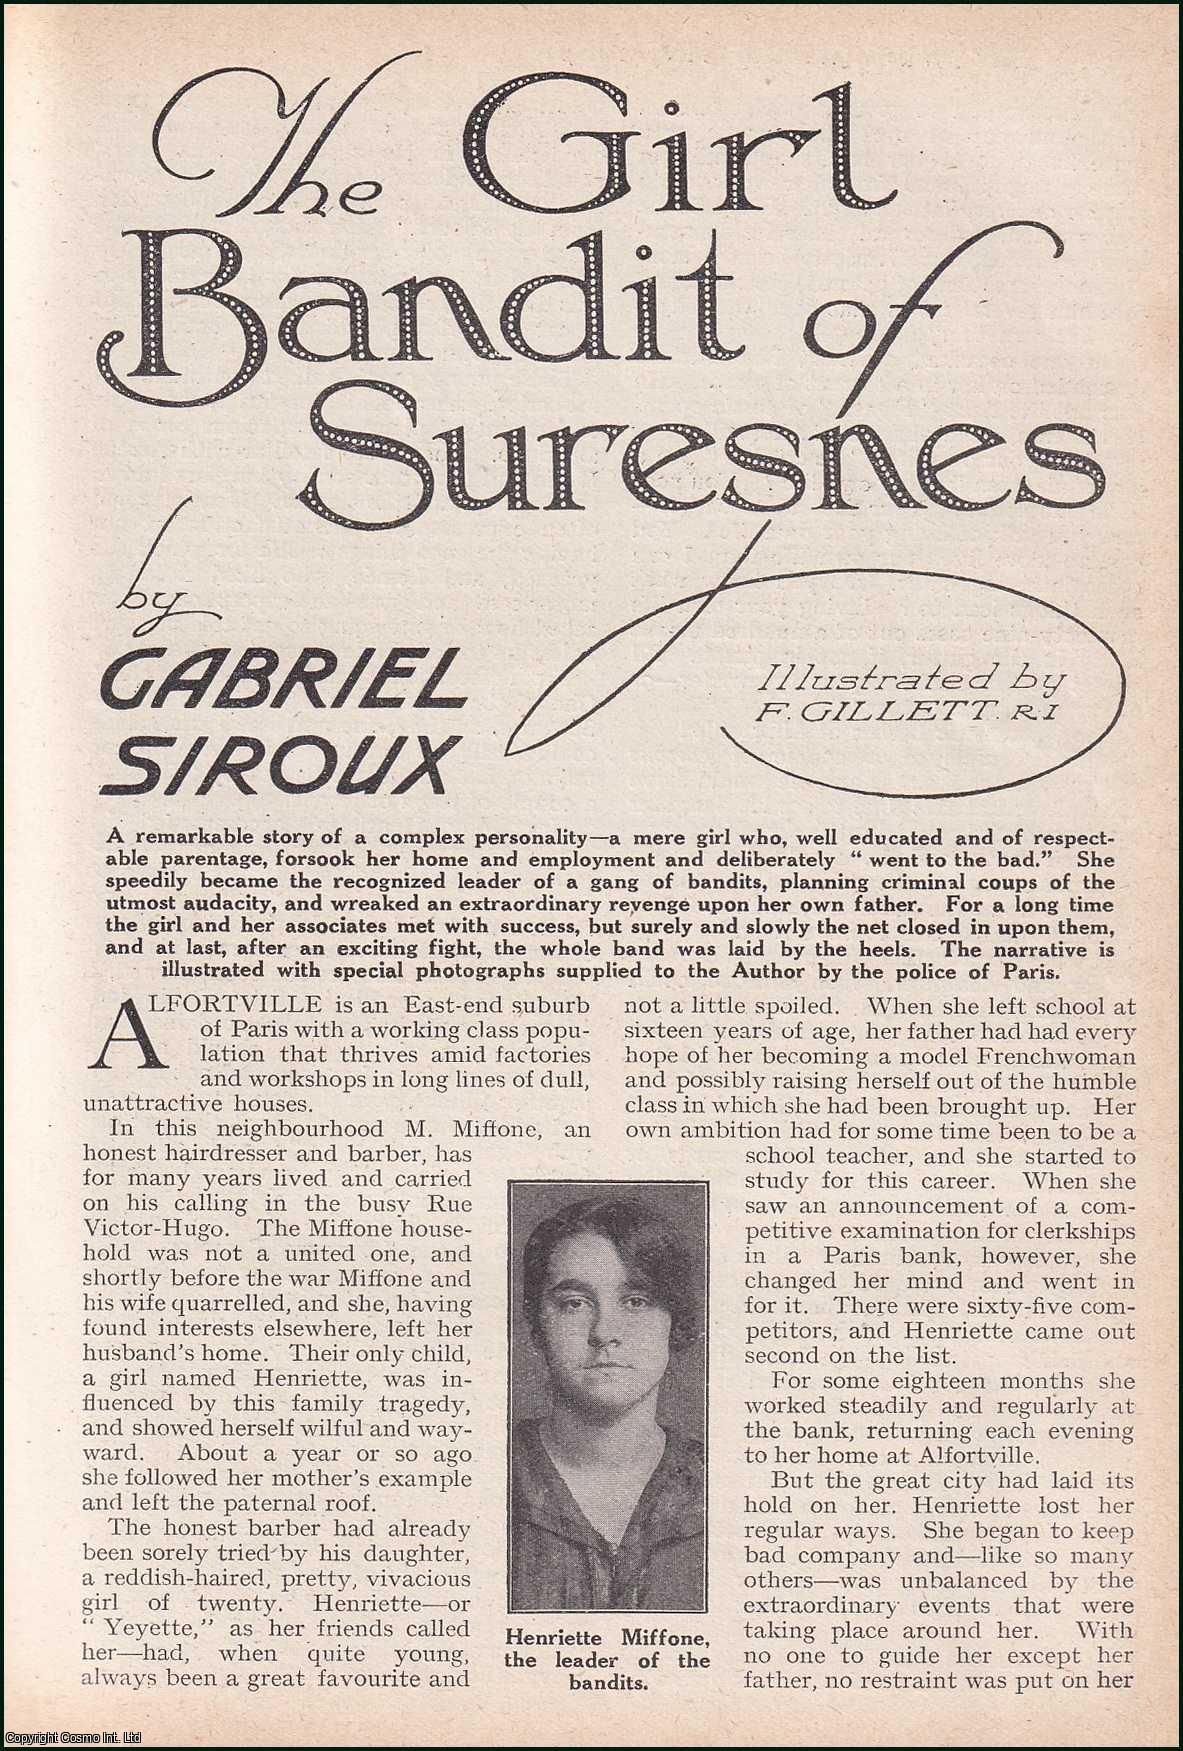 The Girl
Bandit of
Suresnes
by
GABRIEL
SIROUX
Illustrated by
F. GILLETT. R I
A remarkable story of a complex personality—a mere girl who, well educated and of respect-
able parentage, forsook her home and employment and deliberately “ went to the bad.” She
speedily became the recognized leader of a gang of bandits, planning criminal coups of the
utmost audacity, and wreaked an extraordinary revenge upon her own father. For a long time
the girl and her associates met with success, but surely and slowly the net closed in upon them,
and at last, after an exciting fight, the whole band was laid by the heels. The narrative is
illustrated with special photographs supplied to the Author by the police of Paris.
ALFORTVILLE is an East-end suburb
of Paris with a working class popu-
lation that thrives amid factories
and workshops in long lines of dull,
unattractive houses.
In this neighbourhood M. Miffone, an
honest hairdresser and barber, has
for many years lived and carried
on his calling in the busy Rue
Victor-Hugo. The Miffone house-
hold was not a united one, and
shortly before the war Miffone and
his wife quarrelled, and she, having
found interests elsewhere, left her
husband's home. Their only child,
a girl named Henriette, was in-
fluenced by this family tragedy,
and showed herself wilful and way-
ward. About a year or so ago
she followed her mother's example
and left the paternal roof.
The honest barber had already
been sorely tried by his daughter,
a reddish-haired, pretty, vivacious
girl of twenty. Henriette—or
“ Yeyette,” as her friends called
her—had, when quite young,
always been a great favourite and
Henriette Miffone,
the leader of the
bandits.
not a little spoiled. When she left school at
sixteen years of age, her father had had every
hope of her becoming a model Frenchwoman
and possibly raising herself out of the humble
class in which she had been brought up. Her
own ambition had for some time been to be a
school teacher, and she started to
study for this career. When she
saw an announcement of a com-
petitive examination for clerkships
in a Paris bank, however, she
changed her mind and went in
for it. There were sixty-five com-
petitors, and Henriette came out
second on the list.
For some eighteen months she
worked steadily and regularly at
the bank, returning each evening
to her home at Alfortville.
But the great city had laid its
hold on her. Henriette lost her
regular ways. She began to keep
bad company and—like so many
others—was unbalanced by the
extraordinary events that were
taking place around her. With
no one to guide her except her
father, no restraint was put on her
Copyright Cosmo Int. Ltd